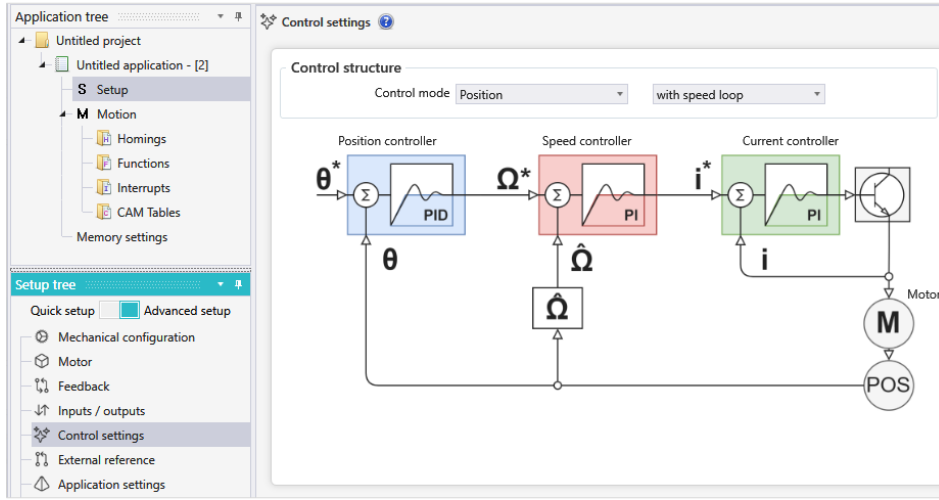 Application tree
Untitled project
Untitled application - [2]
S Setup
M Motion
Homings
Functions
Interrupts
CAM Tables
Memory settings
Setup tree
Quick setup Advanced setup
Mechanical configuration
Motor
Feedback
Inputs / outputs
Control settings
External reference
Application settings
Control settings ?
Control structure
Control mode Position with speed loop
Position controller Speed controller Current controller
θ* Σ PID Ω* Σ PI i* Σ PI
θ Ω̂ i
Ω̂
Motor
M
POS